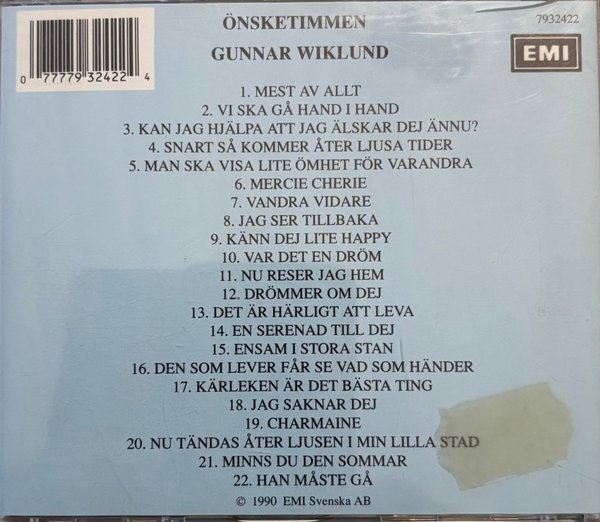 ÖNSKETIMMEN
7932422
GUNNAR WIKLUND
EMI
0 77779 32422 4
1. MEST AV ALLT
2. VI SKA GÅ HAND I HAND
3. KAN JAG HJÄLPA ATT JAG ÄLSKAR DEJ ÄNNU?
4. SNART SÅ KOMMER ÅTER LJUSA TIDER
5. MAN SKA VISA LITE ÖMHET FÖR VARANDRA
6. MERCIE CHERIE
7. VANDRA VIDARE
8. JAG SER TILLBAKA
9. KÄNN DEJ LITE HAPPY
10. VAR DET EN DRÖM
11. NU RESER JAG HEM
12. DRÖMMER OM DEJ
13. DET ÄR HÄRLIGT ATT LEVA
14. EN SERENAD TILL DEJ
15. ENSAM I STORA STAN
16. DEN SOM LEVER FÅR SE VAD SOM HÄNDER
17. KÄRLEKEN ÄR DET BÄSTA TING
18. JAG SAKNAR DEJ
19. CHARMAINE
20. NU TÄNDAS ÅTER LJUSEN I MIN LILLA STAD
21. MINNS DU DEN SOMMAR
22. HAN MÅSTE GÅ
© 1990 EMI Svenska AB